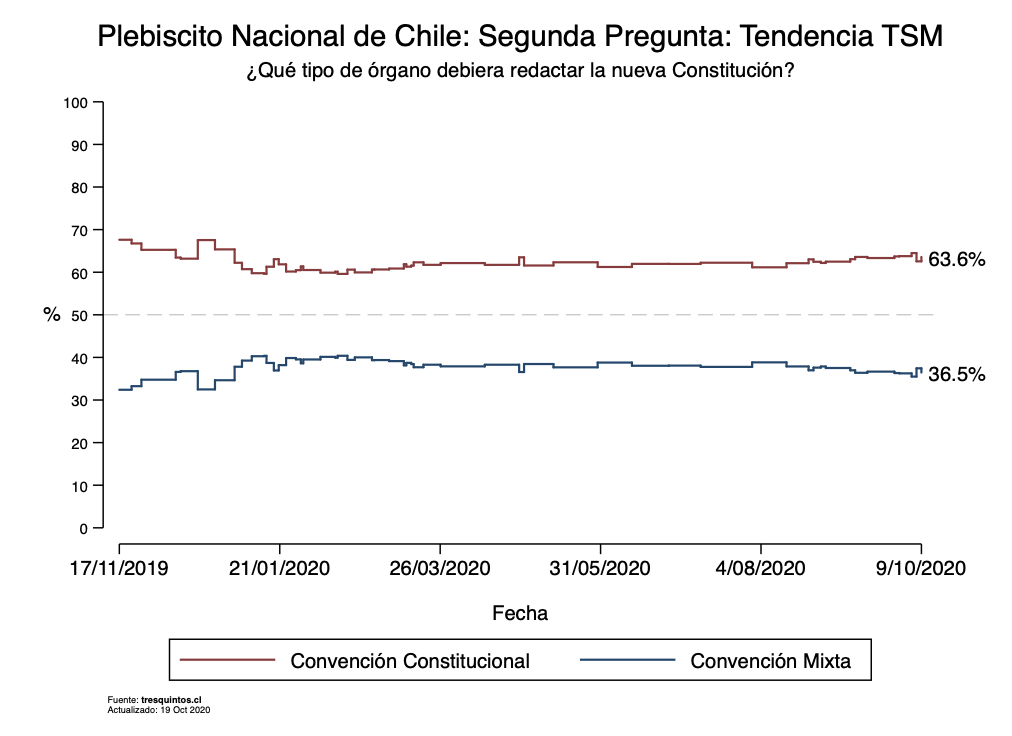 Plebiscito Nacional de Chile: Segunda Pregunta: Tendencia TSM
¿Qué tipo de órgano debiera redactar la nueva Constitución?
100
90
80
70
60
% 50
40
30
20
10
0
63.6%
36.5%
17/11/2019 21/01/2020 26/03/2020 31/05/2020 4/08/2020 9/10/2020
Fecha
Convención Constitucional Convención Mixta
Fuente: tresquintos.cl
Actualizado: 19 Oct 2020